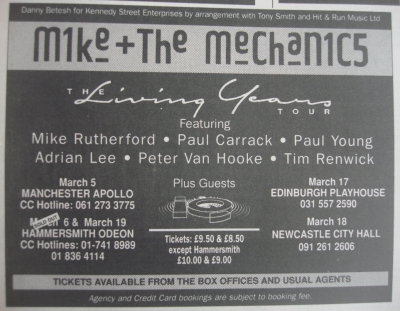 Danny Betesh for Kennedy Street Enterprises by arrangement with Tony Smith and Hit & Run Music Ltd
M1ke + The Mechan1c5
THE Living Years TOUR
Featuring
Mike Rutherford • Paul Carrack • Paul Young
Adrian Lee • Peter Van Hooke • Tim Renwick
March 5
MANCHESTER APOLLO
CC Hotline: 061 273 3775
SOLD OUT
6 & March 19
HAMMERSMITH ODEON
CC Hotlines: 01-741 8989
01 836 4114
Plus Guests
Tickets: £9.50 & £8.50
except Hammersmith
£10.00 & £9.00
March 17
EDINBURGH PLAYHOUSE
031 557 2590
March 18
NEWCASTLE CITY HALL
091 261 2606
TICKETS AVAILABLE FROM THE BOX OFFICES AND USUAL AGENTS
Agency and Credit Card bookings are subject to booking fee.